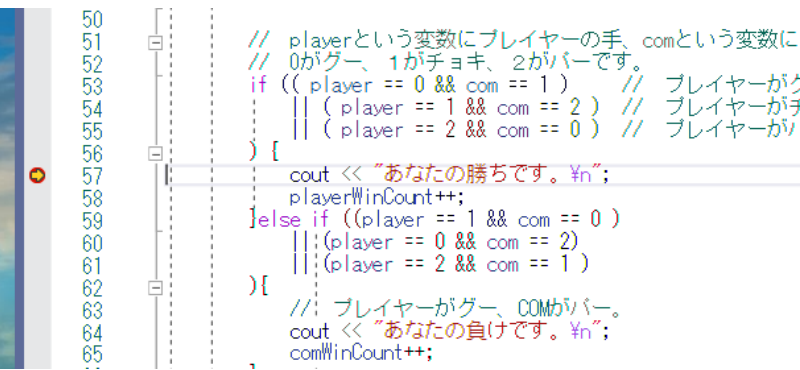 50
51 // playerという変数にプレイヤーの手、comという変数に
52 // 0がグー、１がチョキ、２がパーです。
53 if (( player == 0 && com == 1 ) // プレイヤーが
54 || ( player == 1 && com == 2 ) // プレイヤーが
55 || ( player == 2 && com == 0 ) // プレイヤーが
56 ) {
57 cout << "あなたの勝ちです。¥n";
58 playerWinCount++;
59 }else if ((player == 1 && com == 0 )
60 || (player == 0 && com == 2)
61 || (player == 2 && com == 1 )
62 ){
63 // プレイヤーがグー、COMがパー。
64 cout << "あなたの負けです。¥n";
65 comWinCount++;